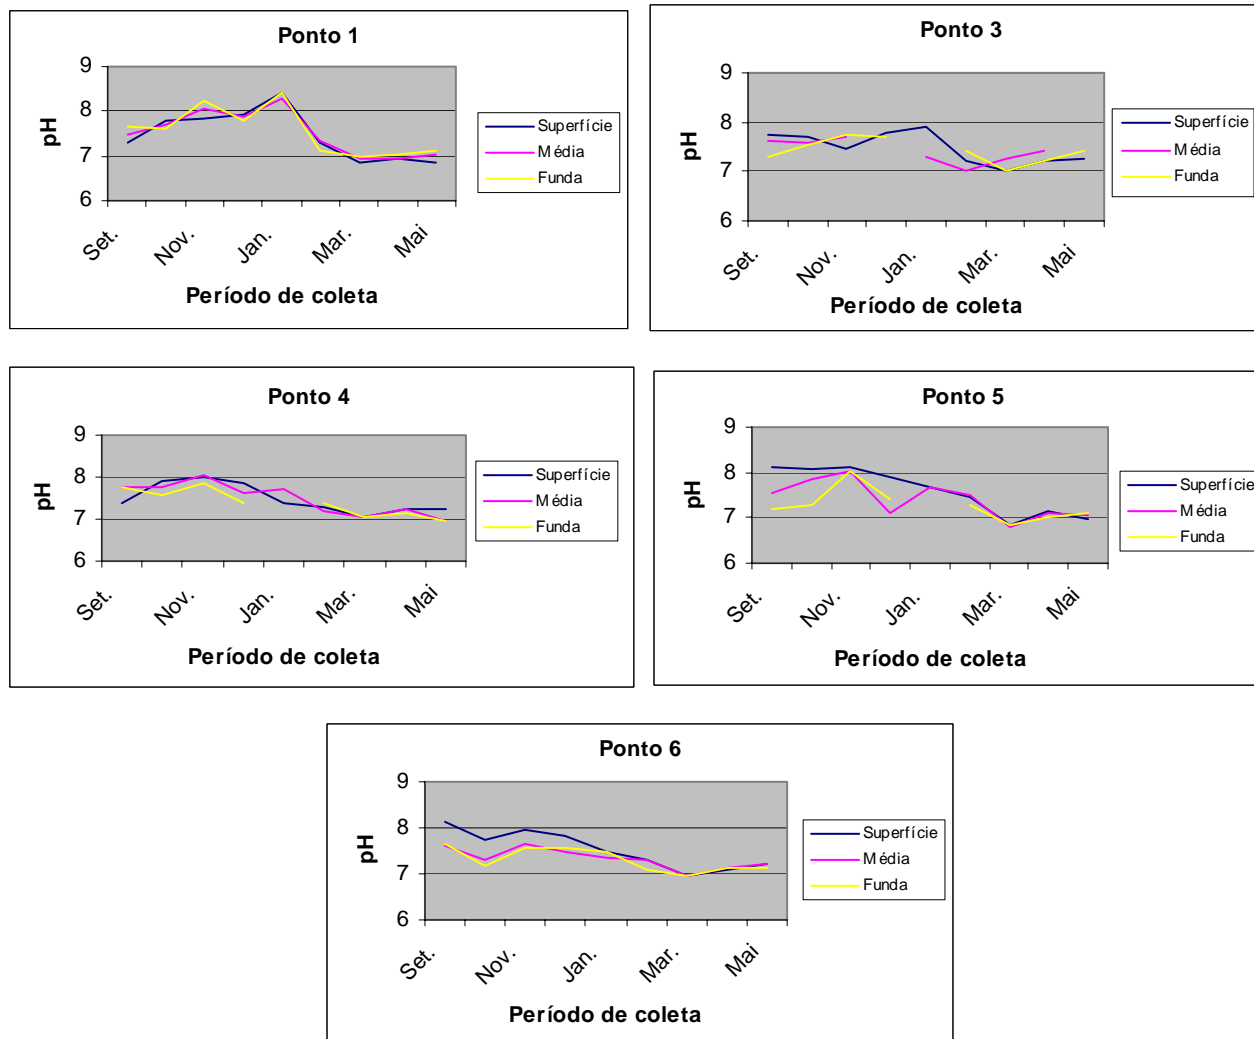 Ponto 1
9
8
7
6
pH
Set.
Nov.
Jan.
Mar.
Mai
Período de coleta
Superfície
Média
Funda
Ponto 3
9
8
7
6
pH
Set.
Nov.
Jan.
Mar.
Mai
Período de coleta
Superfície
Média
Funda
Ponto 4
9
8
7
6
pH
Set.
Nov.
Jan.
Mar.
Mai
Período de coleta
Superfície
Média
Funda
Ponto 5
9
8
7
6
pH
Set.
Nov.
Jan.
Mar.
Mai
Período de coleta
Superfície
Média
Funda
Ponto 6
9
8
7
6
pH
Set.
Nov.
Jan.
Mar.
Mai
Período de coleta
Superfície
Média
Funda